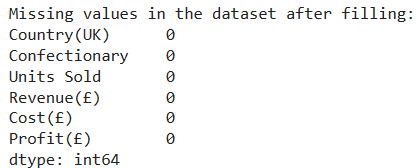 Missing values in the dataset after filling:
Country(UK) 0
Confectionary 0
Units Sold 0
Revenue(£) 0
Cost(£) 0
Profit(£) 0
dtype: int64